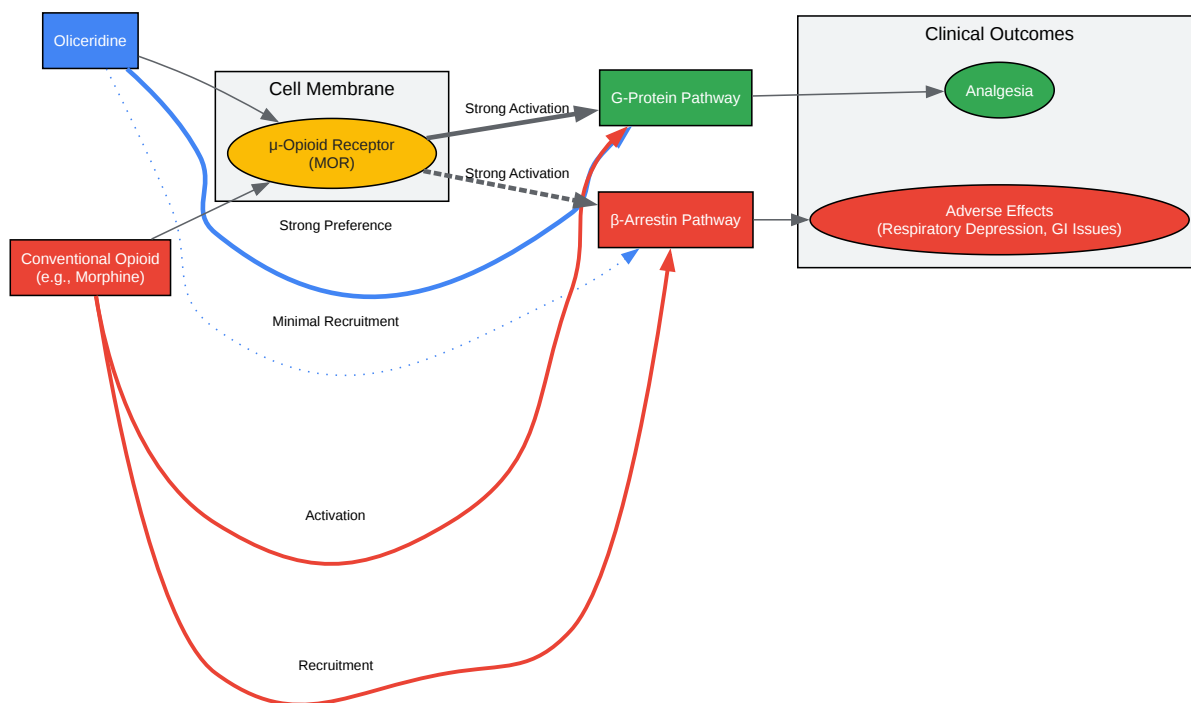 Oliceridine
Clinical Outcomes
Cell Membrane
Strong Activation
G-Protein Pathway
Analgesia
μ-Opioid Receptor
(MOR)
Strong Activation
Strong Preference
β-Arrestin Pathway
Adverse Effects
(Respiratory Depression, GI Issues)
Conventional Opioid
(e.g., Morphine)
Minimal Recruitment
Activation
Recruitment